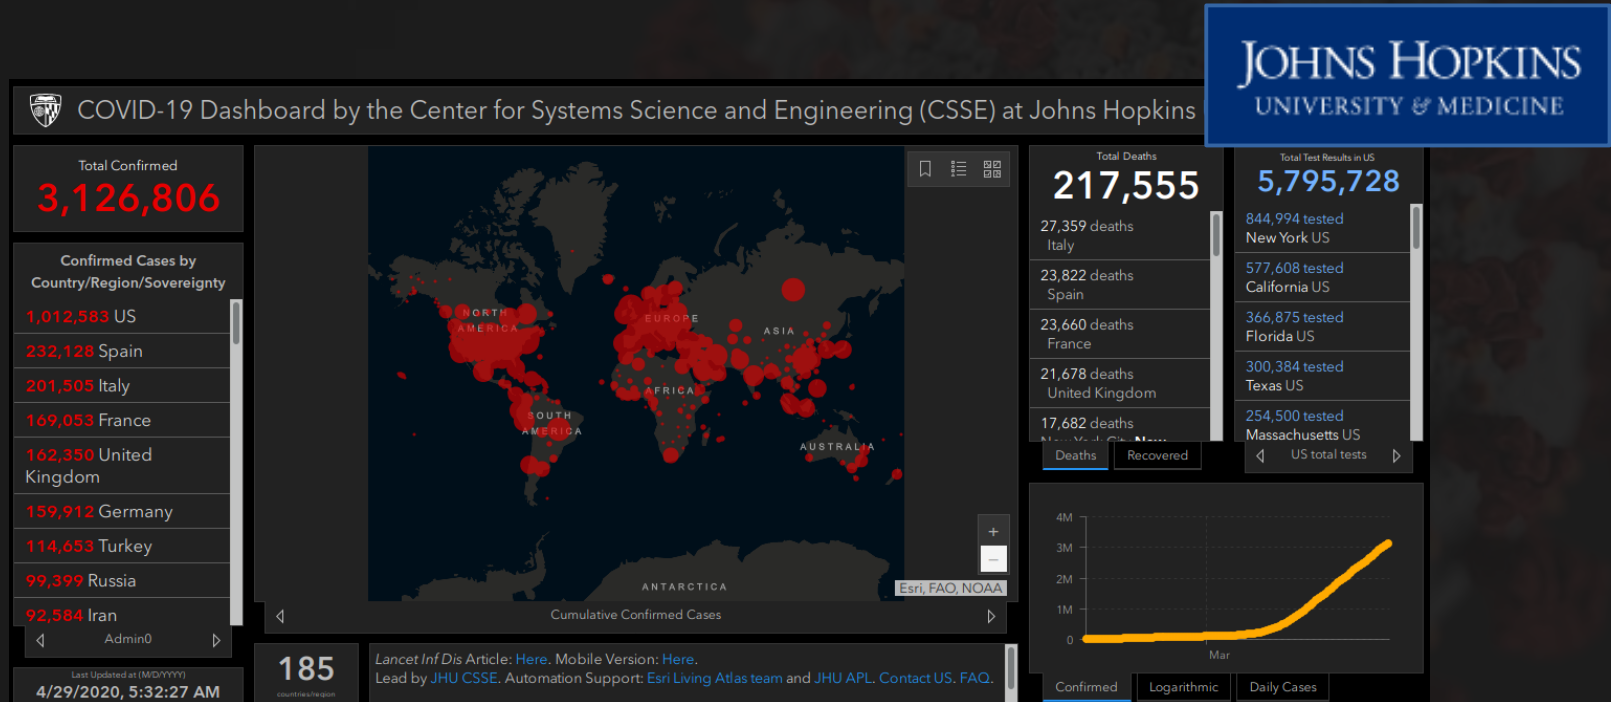 JOHNS HOPKINS
UNIVERSITY & MEDICINE
COVID-19 Dashboard by the Center for Systems Science and Engineering (CSSE) at Johns Hopkins
Total Confirmed
3,126,806
Confirmed Cases by
Country/Region/Sovereignty
1,012,583 US
232,128 Spain
201,505 Italy
169,053 France
162,350 United
Kingdom
159,912 Germany
114,653 Turkey
99,399 Russia
92,584 Iran
Admin0
Last Updated at (M/D/YYYY)
4/29/2020, 5:32:27 AM
NORTH
AMERICA
EUROPE
ASIA
AFRICA
SOUTH
AMERICA
AUSTRALIA
ANTARCTICA
+
−
Esri, FAO, NOAA
Cumulative Confirmed Cases
185
countries/region
Lancet Inf Dis Article: Here. Mobile Version: Here.
Lead by JHU CSSE. Automation Support: Esri Living Atlas team and JHU APL. Contact US. FAQ.
Total Deaths
217,555
27,359 deaths
Italy
23,822 deaths
Spain
23,660 deaths
France
21,678 deaths
United Kingdom
17,682 deaths
New York City New
Deaths
Recovered
Total Test Results in US
5,795,728
844,994 tested
New York US
577,608 tested
California US
366,875 tested
Florida US
300,384 tested
Texas US
254,500 tested
Massachusetts US
US total tests
4M
3M
2M
1M
0
Mar
Confirmed
Logarithmic
Daily Cases